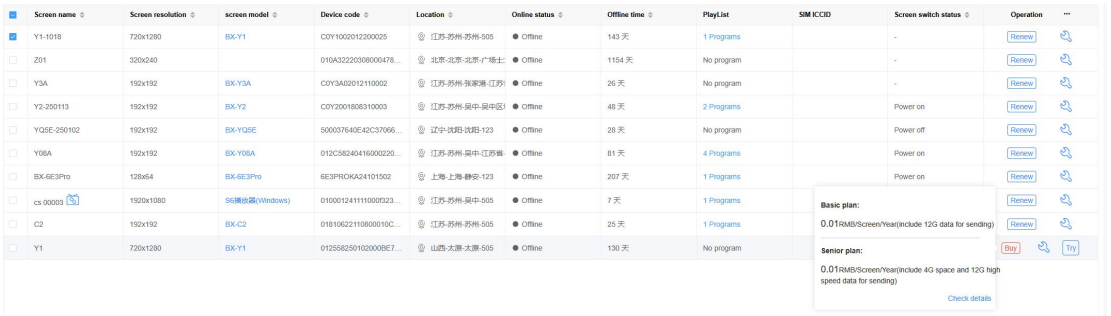 Screen name Screen resolution screen model Device code Location Online status Offline time PlayList SIM ICCID Screen switch status Operation ...
Y1-1018 720x1280 BX-Y1 C0Y1002012200025 江苏-苏州-苏州-505 Offline 143 天 1 Programs - Renew
Z01 320x240 010A32220308000478... 北京-北京-北京-广场士 Offline 1154 天 No program - Renew
Y3A 192x192 BX-Y3A C0Y3A02012110002 江苏-苏州-张家港-江苏 Offline 26 天 No program - Renew
Y2-250113 192x192 BX-Y2 C0Y2001808310003 江苏-苏州-吴中-吴中区 Offline 48 天 2 Programs Power on Renew
YQ5E-250102 192x192 BX-YQ5E 500037640E42C37066... 辽宁-沈阳-沈阳-123 Offline 28 天 No program Power off Renew
Y08A 192x192 BX-Y08A 012C58240416000220... 江苏-苏州-吴中-江苏省 Offline 81 天 4 Programs Power on Renew
BX-6E3Pro 128x64 BX-6E3Pro 6E3PROKA24101502 上海-上海-静安-123 Offline 207 天 1 Programs Power on Renew
cs 00003 1920x1080 S6播放器(Windows) 010001241111000f323... 江苏-苏州-吴中-505 Offline 7 天 1 Programs Renew
C2 192x192 BX-C2 01810622110800010C... 江苏-苏州-吴中-505 Offline 25 天 1 Programs Renew
Y1 720x1280 BX-Y1 012558250102000BE7... 山西-太原-太原-505 Offline 130 天 No program Buy Try
Basic plan:
0.01RMB/Screen/Year(include 12G data for sending)
Senior plan:
0.01RMB/Screen/Year(include 4G space and 12G high
speed data for sending)
Check details